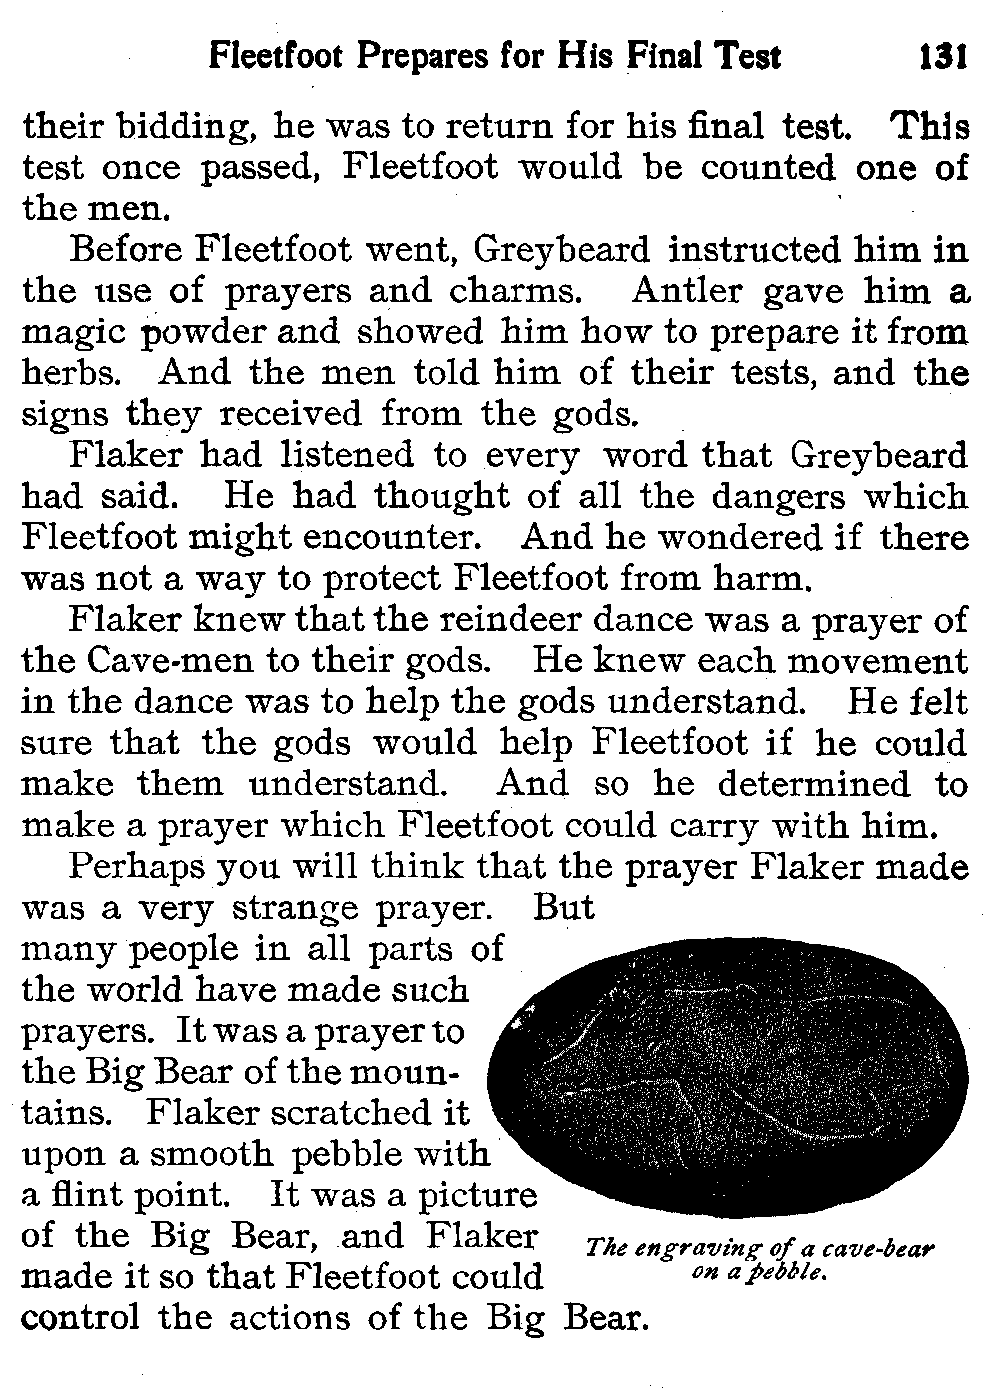 Fleetfoot Prepares for His Final Test 131
their bidding, he was to return for his final test. This
test once passed, Fleetfoot would be counted one of
the men.
Before Fleetfoot went, Greybeard instructed him in
the use of prayers and charms. Antler gave him a
magic powder and showed him how to prepare it from
herbs. And the men told him of their tests, and the
signs they received from the gods.
Flaker had listened to every word that Greybeard
had said. He had thought of all the dangers which
Fleetfoot might encounter. And he wondered if there
was not a way to protect Fleetfoot from harm.
Flaker knew that the reindeer dance was a prayer of
the Cave-men to their gods. He knew each movement
in the dance was to help the gods understand. He felt
sure that the gods would help Fleetfoot if he could
make them understand. And so he determined to
make a prayer which Fleetfoot could carry with him.
Perhaps you will think that the prayer Flaker made
was a very strange prayer. But
many people in all parts of
the world have made such
prayers. It was a prayer to
the Big Bear of the moun-
tains. Flaker scratched it
upon a smooth pebble with
a flint point. It was a picture
of the Big Bear, and Flaker
made it so that Fleetfoot could
control the actions of the Big Bear.
The engraving of a cave-bear
on a pebble.